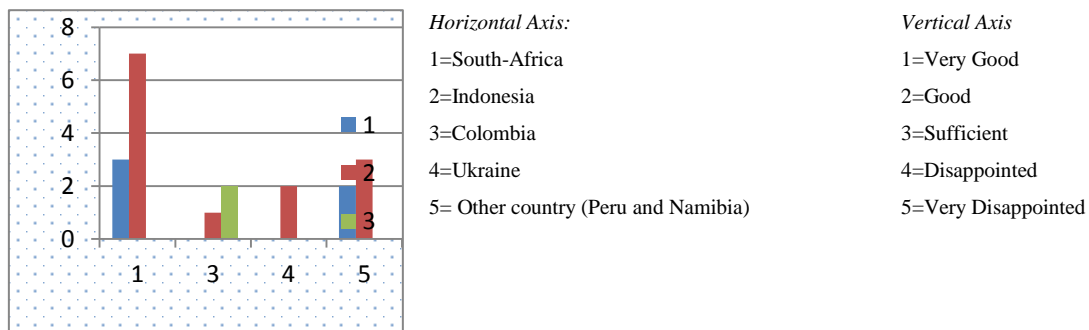 8
6
4
2
0
1
3
4
5
1
2
3
Horizontal Axis:
1=South-Africa
2=Indonesia
3=Colombia
4=Ukraine
5= Other country (Peru and Namibia)
Vertical Axis
1=Very Good
2=Good
3=Sufficient
4=Disappointed
5=Very Disappointed